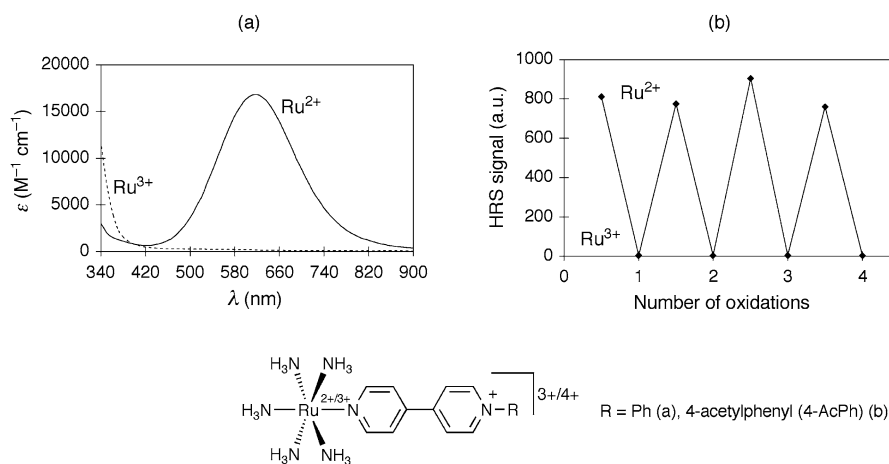 (a)
(b)
ε (M⁻¹ cm⁻¹)
20000
15000
10000
5000
0
Ru²⁺
Ru³⁺
340 420 500 580 660 740 820 900
λ (nm)
HRS signal (a.u.)
1000
800
600
400
200
0
Ru²⁺
Ru³⁺
0 1 2 3 4
Number of oxidations
H₃N NH₃
H₃N Ru 2+/3+ N N + R
H₃N NH₃
3+/4+
R = Ph (a), 4-acetylphenyl (4-AcPh) (b)